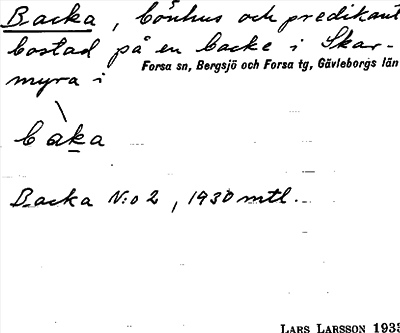 Backa, bönhus och predikant
bostad på en backe i Skar-
myra i Forsa sn, Bergsjö och Forsa tg, Gävleborgs län
bàka
Backa N:o 2, 1930 mtl.
LARS LARSSON 1933